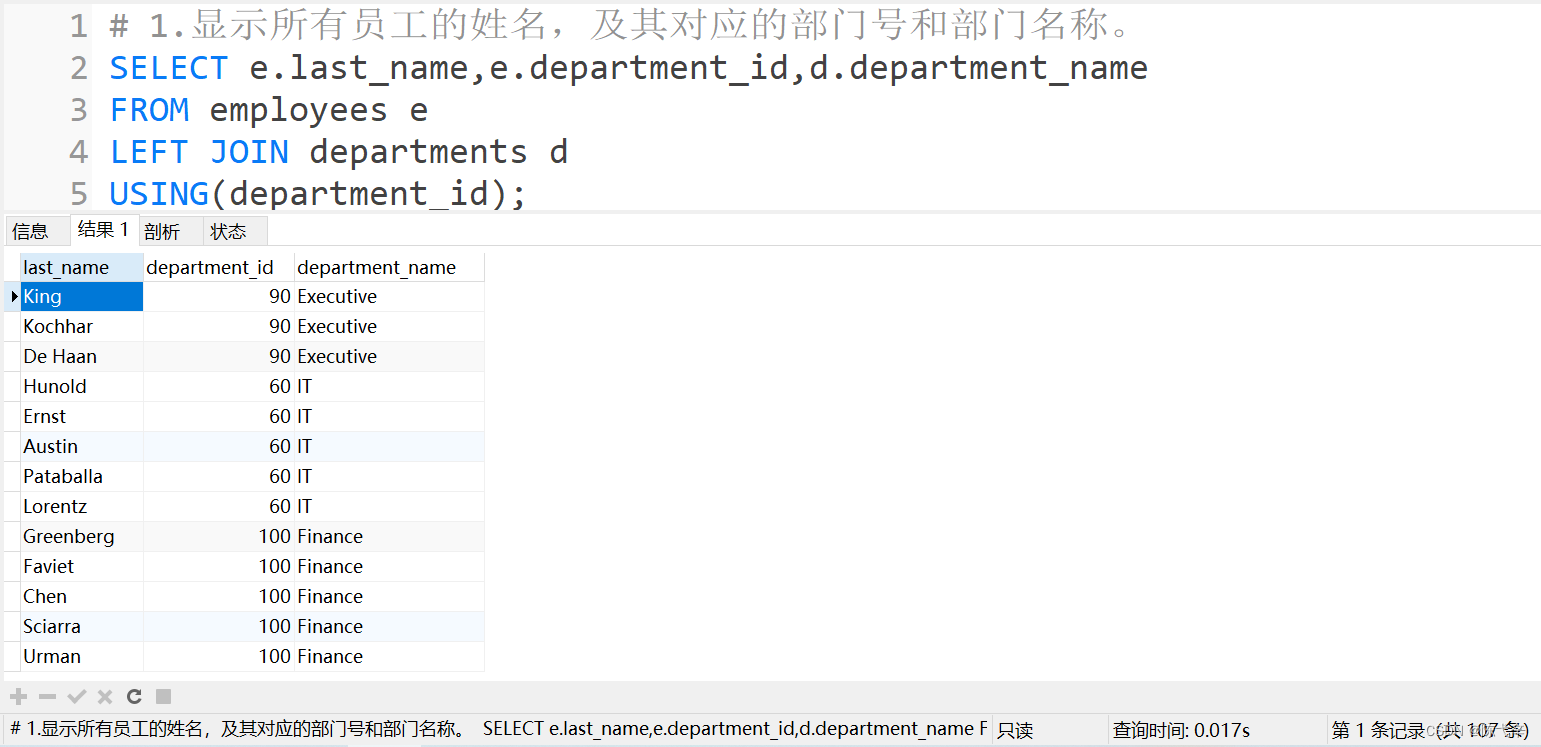 1 # 1.显示所有员工的姓名，及其对应的部门号和部门名称。
2 SELECT e.last_name,e.department_id,d.department_name
3 FROM employees e
4 LEFT JOIN departments d
5 USING(department_id);
信息 结果 1 剖析 状态
last_name department_id department_name
King 90 Executive
Kochhar 90 Executive
De Haan 90 Executive
Hunold 60 IT
Ernst 60 IT
Austin 60 IT
Pataballa 60 IT
Lorentz 60 IT
Greenberg 100 Finance
Faviet 100 Finance
Chen 100 Finance
Sciarra 100 Finance
Urman 100 Finance
# 1.显示所有员工的姓名，及其对应的部门号和部门名称。 SELECT e.last_name,e.department_id,d.department_name F 只读 查询时间: 0.017s 第 1 条记录 (共 107 条)